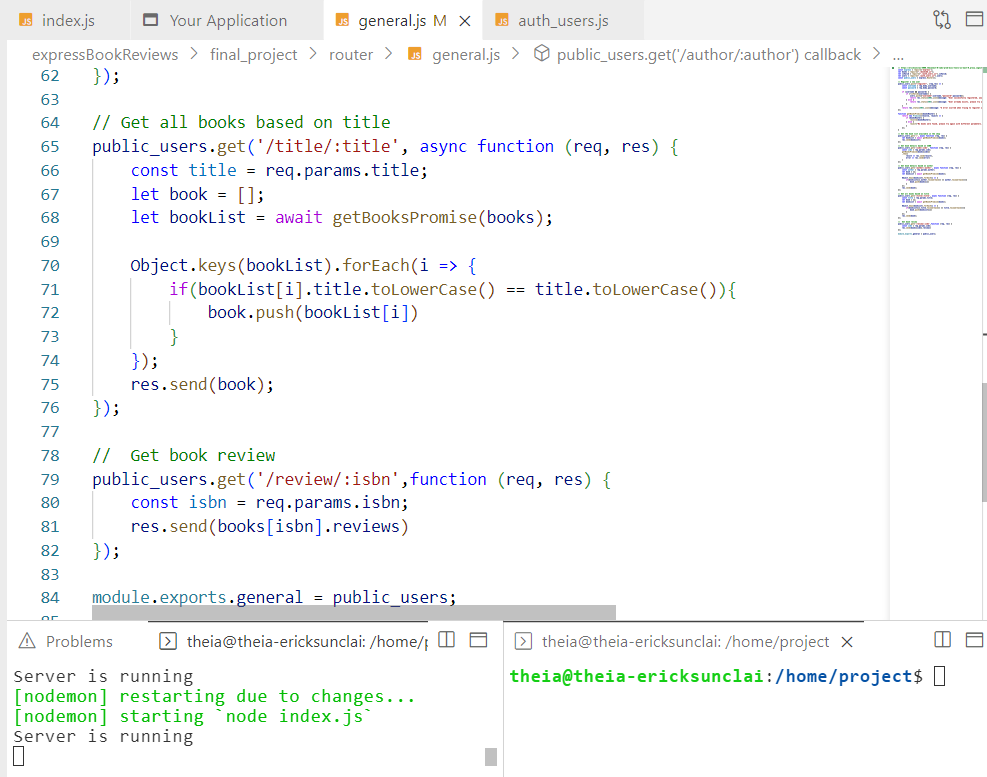 JS index.js
Your Application
JS general.js M ×
JS auth_users.js
expressBookReviews > final_project > router > JS general.js > public_users.get('/author/:author') callback > ...
62 });
63
64 // Get all books based on title
65 public_users.get('/title/:title', async function (req, res) {
66 const title = req.params.title;
67 let book = [];
68 let bookList = await getBooksPromise(books);
69
70 Object.keys(bookList).forEach(i => {
71 if(bookList[i].title.toLowerCase() == title.toLowerCase()){
72 book.push(bookList[i])
73 }
74 });
75 res.send(book);
76 });
77
78 //  Get book review
79 public_users.get('/review/:isbn',function (req, res) {
80 const isbn = req.params.isbn;
81 res.send(books[isbn].reviews)
82 });
83
84 module.exports.general = public_users;
85
Problems
theia@theia-ericksunclai: /home/p
Server is running
[nodemon] restarting due to changes...
[nodemon] starting `node index.js`
Server is running
theia@theia-ericksunclai: /home/project ×
theia@theia-ericksunclai:/home/project$